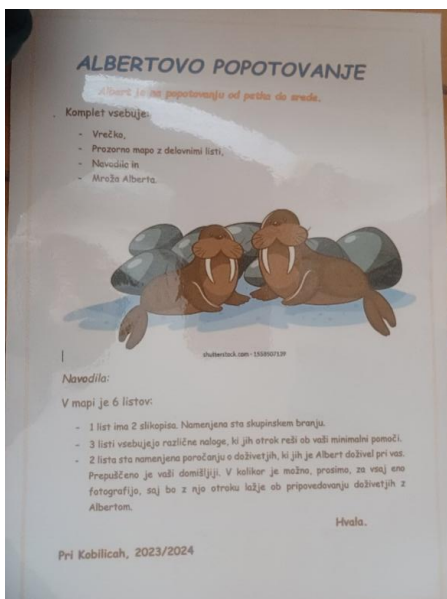 ALBERTOVO POPOTOVANJE
Albert je na popotovanju od petka do srede.
Komplet vsebuje:
- Vrečko,
- Prozorno mapo z delovnimi listi,
- Navodila in
- Mroža Alberta.
shutterstock.com · 1939507139
Navodila:
V mapi je 6 listov:
- 1 list ima 2 slikopisa. Namenjena sta skupinskem branju.
- 3 listi vsebujejo različne naloge, ki jih otrok reši ob vaši minimalni pomoči.
- 2 lista sta namenjena poročanju o doživetjih, ki jih je Albert doživel pri vas.
Prepuščeno je vaši domišljiji. V kolikor je možno, prosimo, za vsaj eno
fotografijo, saj bo z njo otroku lažje ob pripovedovanju doživetjih z
Albertom.
Hvala.
Pri Kobilicah, 2023/2024